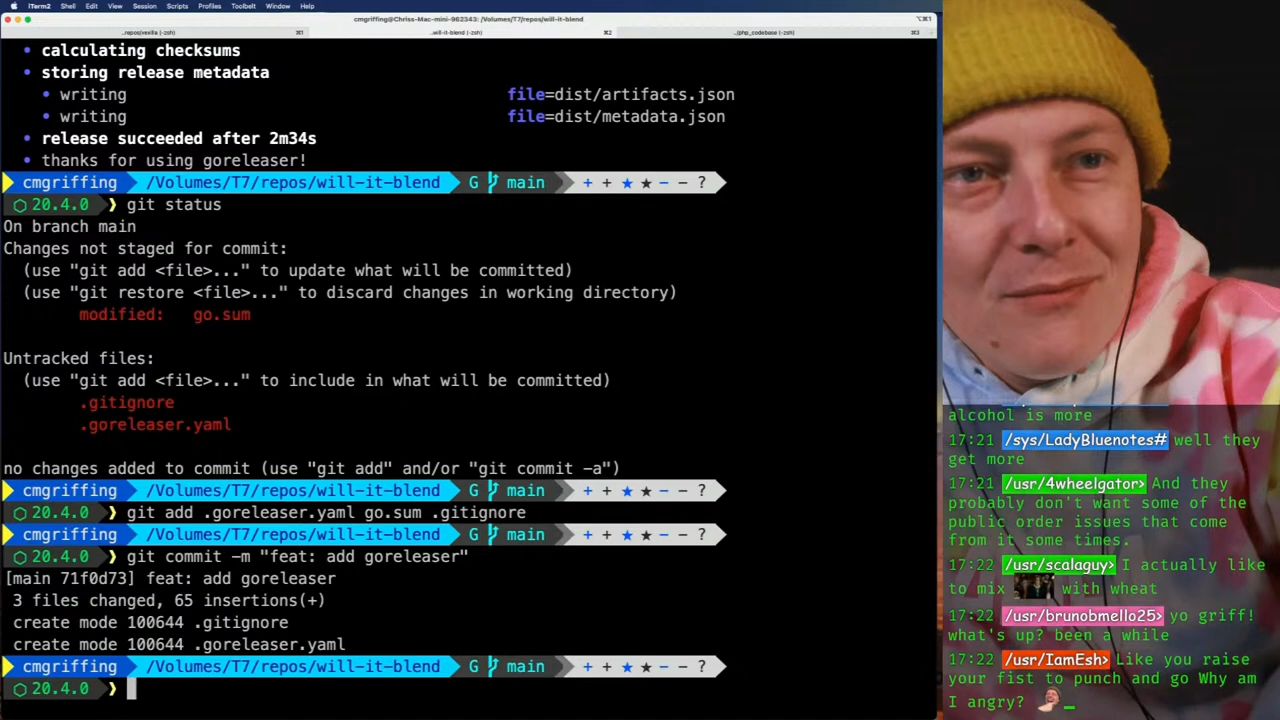 iTerm2 Shell Edit View Session Scripts Profiles Toolbelt Window Help
cmgriffing@Chriss-Mac-mini-962343: /Volumes/T7/repos/will-it-blend
⌥⌘1
..repos/vexilla (-zsh) ⌘1 ..will-it-blend (-zsh) ⌘2 ../php_codebase (-zsh) ⌘3
• calculating checksums
• storing release metadata
• writing file=dist/artifacts.json
• writing file=dist/metadata.json
• release succeeded after 2m34s
• thanks for using goreleaser!
cmgriffing /Volumes/T7/repos/will-it-blend G main + + ★ ★ − − ?
20.4.0 ❯ git status
On branch main
Changes not staged for commit:
(use "git add <file>..." to update what will be committed)
(use "git restore <file>..." to discard changes in working directory)
modified: go.sum
Untracked files:
(use "git add <file>..." to include in what will be committed)
.gitignore
.goreleaser.yaml
no changes added to commit (use "git add" and/or "git commit -a")
cmgriffing /Volumes/T7/repos/will-it-blend G main + + ★ ★ − − ?
20.4.0 ❯ git add .goreleaser.yaml go.sum .gitignore
cmgriffing /Volumes/T7/repos/will-it-blend G main + + ★ ★ − − ?
20.4.0 ❯ git commit -m "feat: add goreleaser"
[main 71f0d73] feat: add goreleaser
3 files changed, 65 insertions(+)
create mode 100644 .gitignore
create mode 100644 .goreleaser.yaml
cmgriffing /Volumes/T7/repos/will-it-blend G main + + ★ ★ − − ?
20.4.0 ❯
alcohol is more
17:21 /sys/LadyBluenotes# well they
get more
17:21 /usr/4wheelgator> And they
probably don't want some of the
public order issues that come
from it some times.
17:22 /usr/scalaguy> I actually like
to mix with wheat
17:22 /usr/brunobmello25> yo griff!
what's up? been a while
17:22 /usr/IamEsh> Like you raise
your fist to punch and go Why am
I angry? _